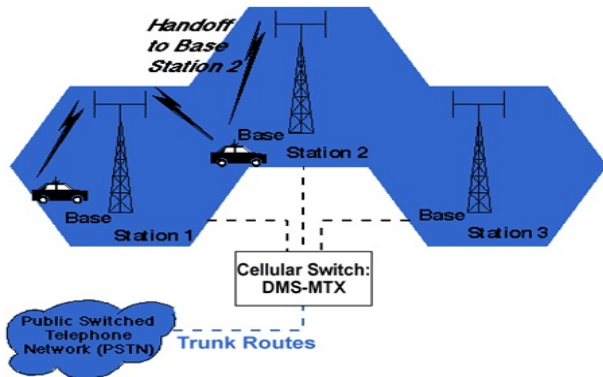 Handoff
to Base
Station 2
Base
Station 2
Base
Station 1
Base
Station 3
Cellular Switch:
DMS-MTX
Public Switched
Telephone
Network (PSTN)
Trunk Routes